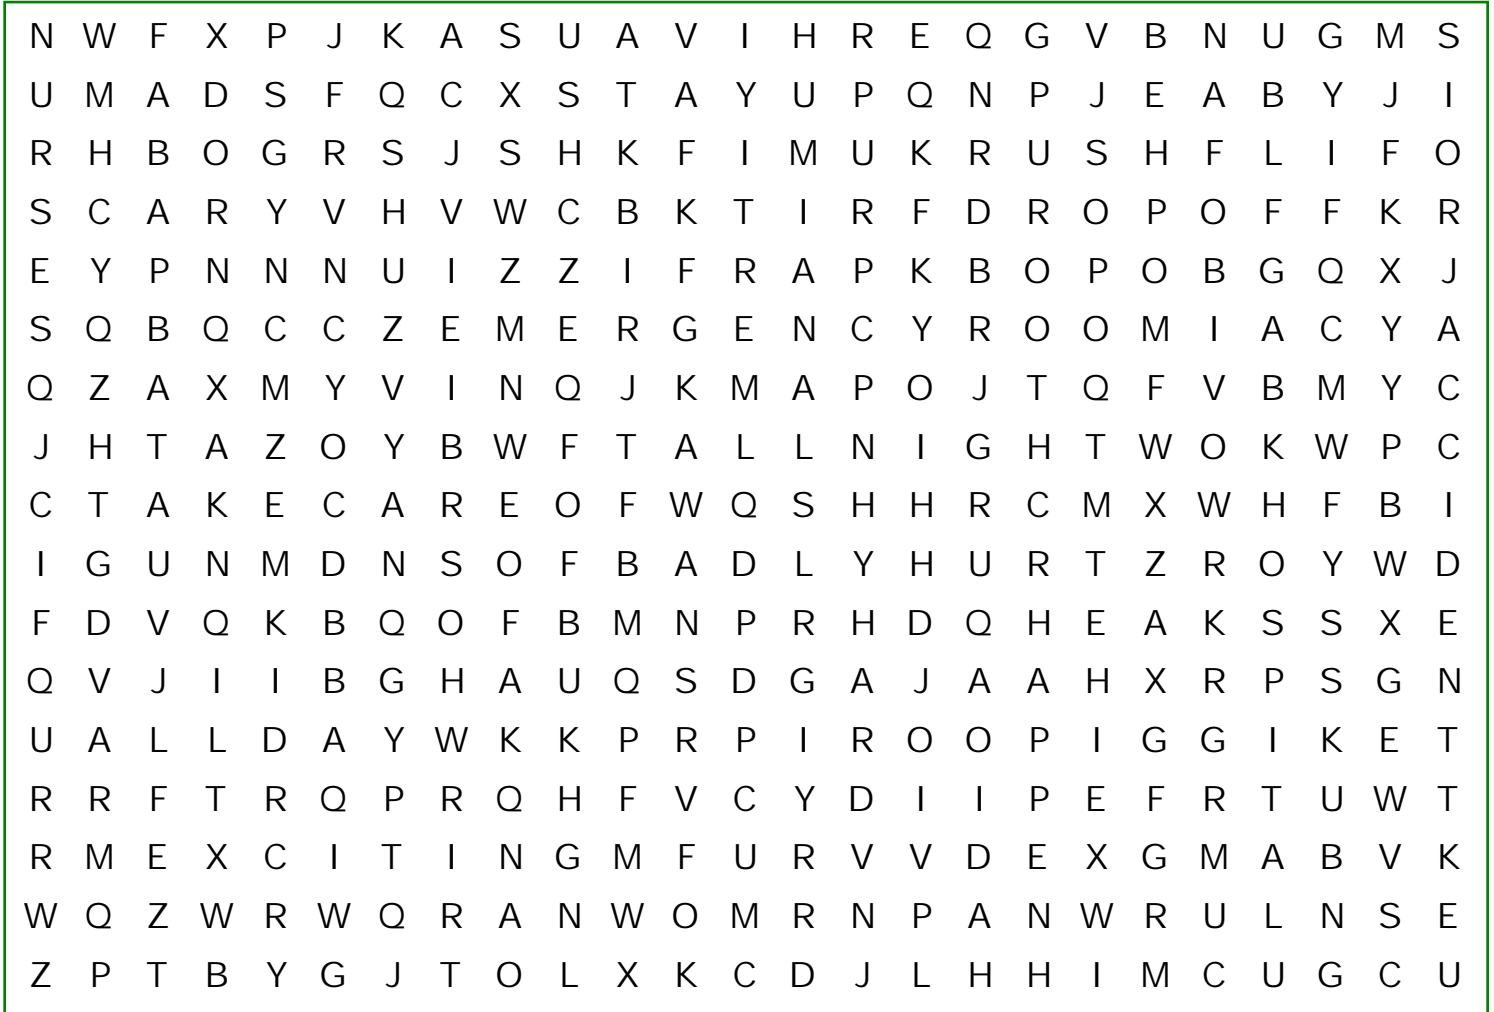 N W F X P J K A S U A V I H R E Q G V B N U G M S
U M A D S F Q C X S T A Y U P Q N P J E A B Y J I
R H B O G R S J S H K F I M U K R U S H F L I F O
S C A R Y V H V W C B K T I R F D R O P O F F K R
E Y P N N N U I Z Z I F R A P K B O P O B G Q X J
S Q B Q C C Z E M E R G E N C Y R O O M I A C Y A
Q Z A X M Y V I N Q J K M A P O J T Q F V B M Y C
J H T A Z O Y B W F T A L L N I G H T W O K W P C
C T A K E C A R E O F W Q S H H R C M X W H F B I
I G U N M D N S O F B A D L Y H U R T Z R O Y W D
F D V Q K B Q O F B M N P R H D Q H E A K S S X E
Q V J I I B G H A U Q S D G A J A A H X R P S G N
U A L L D A Y W K K P R P I R O O P I G G I K E T
R R F T R Q P R Q H F V C Y D I I P E F R T U W T
R M E X C I T I N G M F U R V V D E X G M A B V K
W Q Z W R W Q R A N W O M R N P A N W R U L N S E
Z P T B Y G J T O L X K C D J L H H I M C U G C U